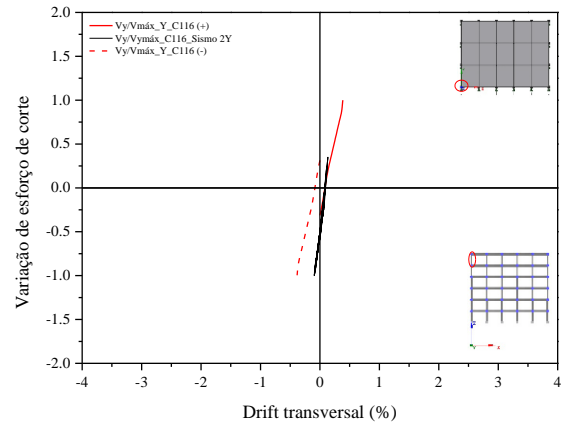 Vy/Vmáx_Y_C116 (+)
Vy/Vymáx_C116_Sismo 2Y
Vy/Vmáx_Y_C116 (-)
2.0
1.5
1.0
0.5
0.0
-0.5
-1.0
-1.5
-2.0
Variação de esforço de corte
-4 -3 -2 -1 0 1 2 3 4
Drift transversal (%)